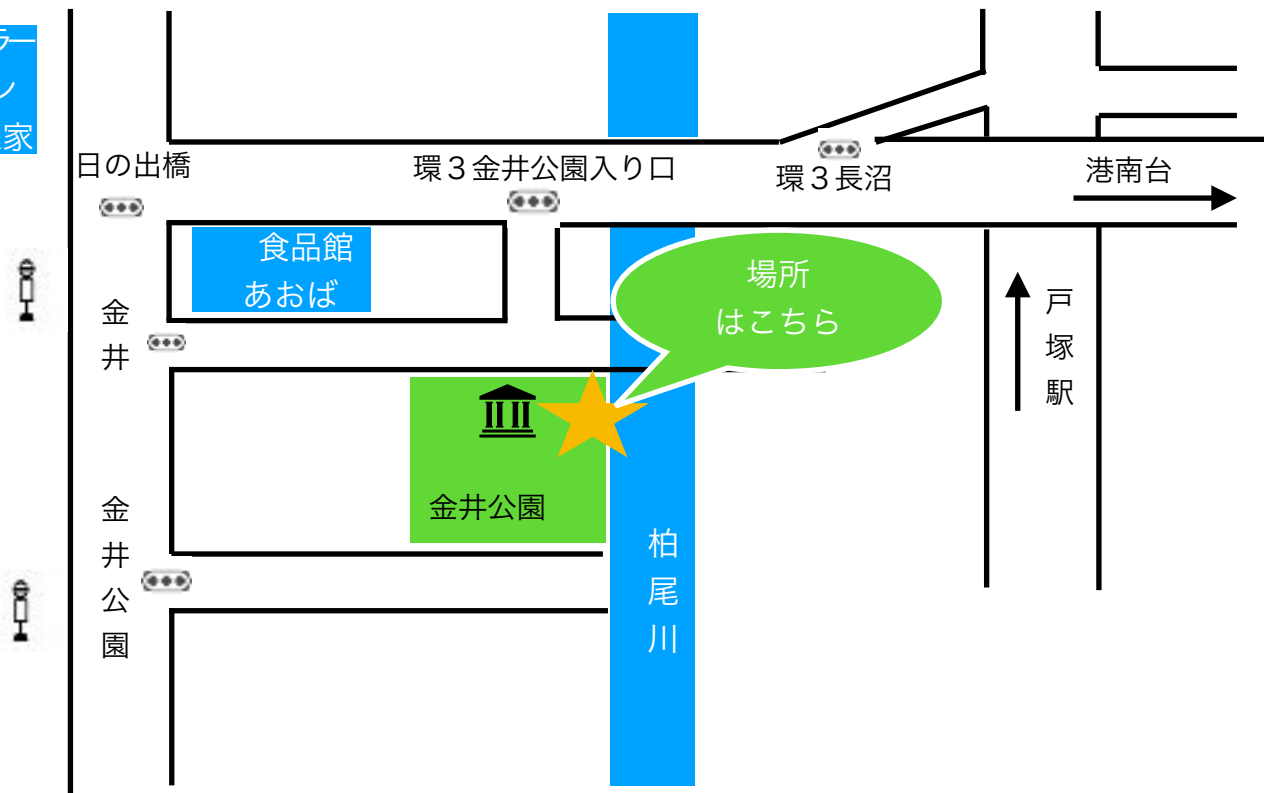 家
日の出橋
環３金井公園入り口
環３長沼
港南台
食品館
あおば
場所
はこちら
金井
戸塚駅
金井公園
金井公園
柏尾川